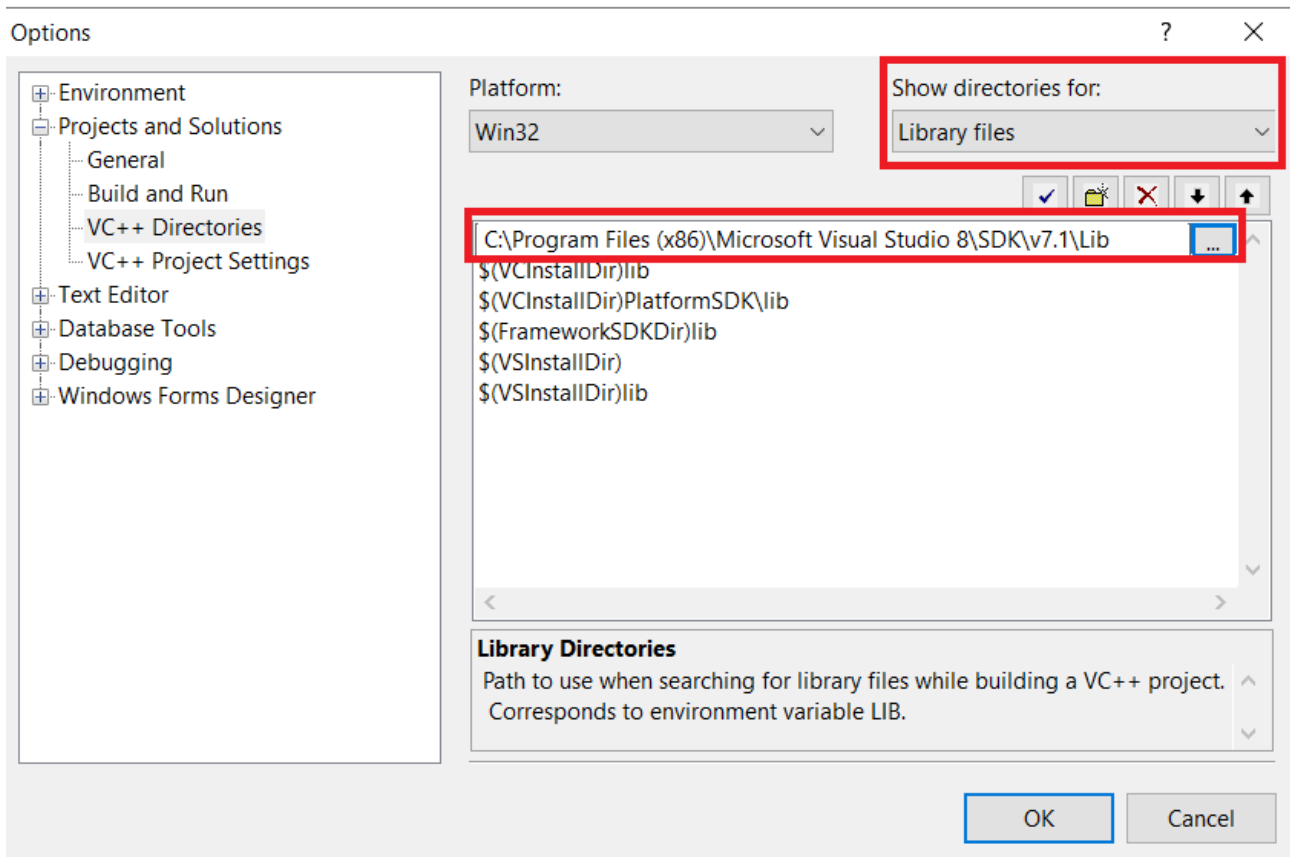 Options
?
Environment
Projects and Solutions
General
Build and Run
VC++ Directories
VC++ Project Settings
Text Editor
Database Tools
Debugging
Windows Forms Designer
Platform:
Win32
Show directories for:
Library files
C:\Program Files (x86)\Microsoft Visual Studio 8\SDK\v7.1\Lib
...
$(VCInstallDir)lib
$(VCInstallDir)PlatformSDK\lib
$(FrameworkSDKDir)lib
$(VSInstallDir)
$(VSInstallDir)lib
Library Directories
Path to use when searching for library files while building a VC++ project.
Corresponds to environment variable LIB.
OK
Cancel